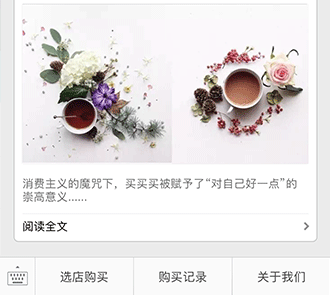 消费主义的魔咒下，买买买被赋予了“对自己好一点”的
崇高意义......
阅读全文
选店购买
购买记录
关于我们